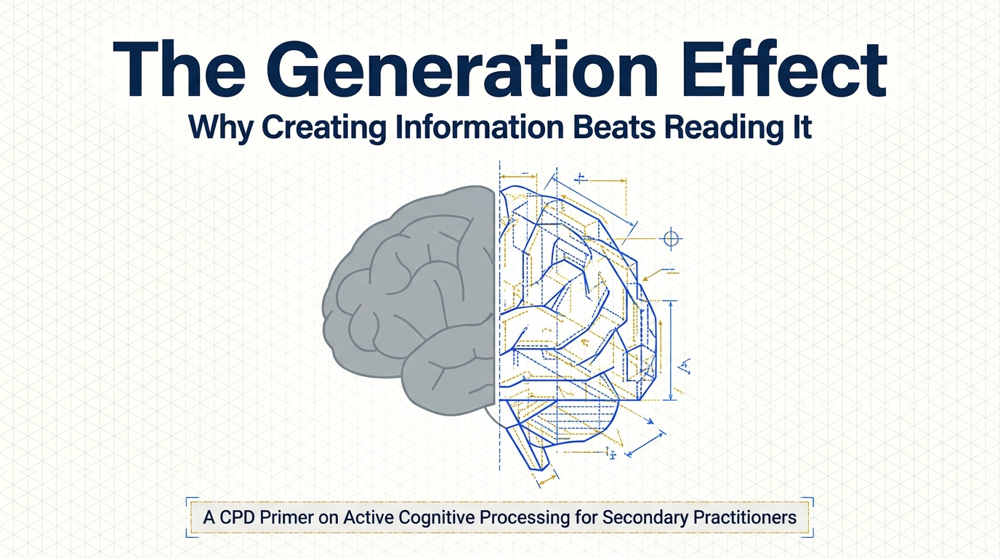 The Generation Effect
Why Creating Information Beats Reading It
A CPD Primer on Active Cognitive Processing for Secondary Practitioners